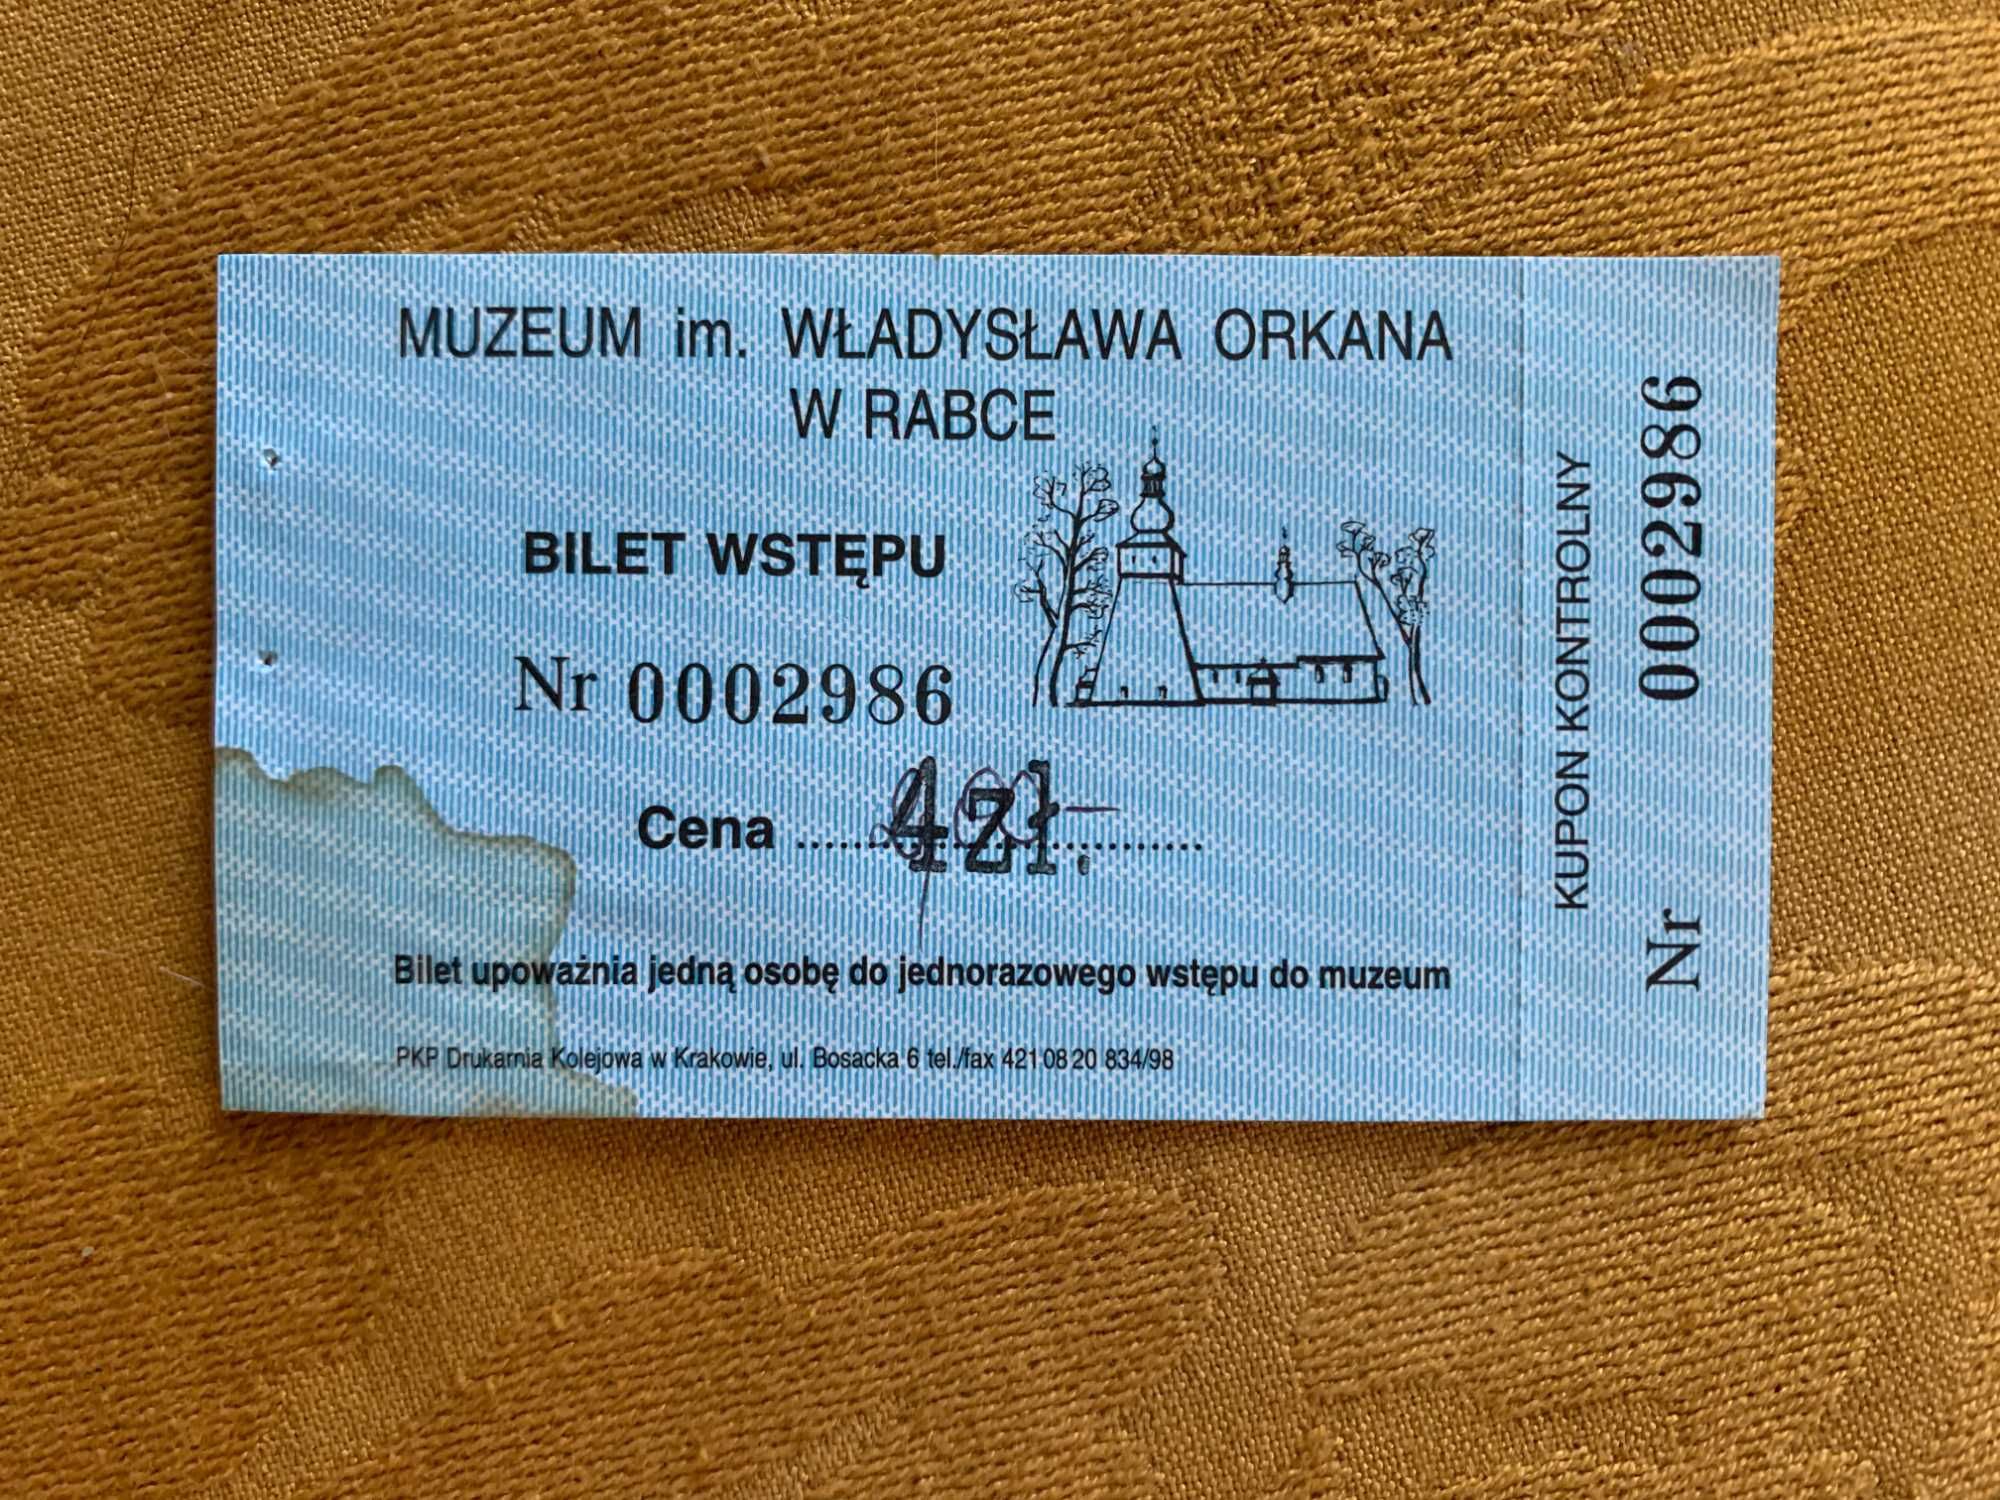 MUZEUM im. WŁADYSŁAWA ORKANA
W RABCE
BILET WSTĘPU
Nr 0002986
Cena .......4zł.......
Bilet upoważnia jedną osobę do jednorazowego wstępu do muzeum
PKP Drukarnia Kolejowa w Krakowie, ul. Bosacka 6 tel./fax 421 08 20 834/98
KUPON KONTROLNY
Nr 0002986